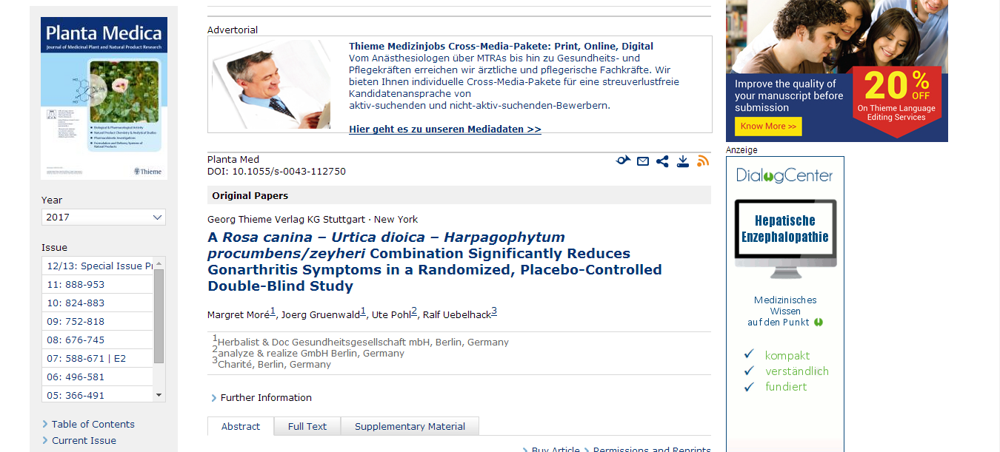 Planta Medica
Journal of Medicinal Plant and Natural Product Research
Biological & Pharmacological Activity
Natural Product Chemistry & Analytical Studies
Pharmacokinetic Investigations
Formulation and Delivery Systems of
Natural Products
Thieme
Year
2017
Issue
12/13: Special Issue Pr
11: 888-953
10: 824-883
09: 752-818
08: 676-745
07: 588-671 | E2
06: 496-581
05: 366-491
Table of Contents
Current Issue
Advertorial
Thieme Medizinjobs Cross-Media-Pakete: Print, Online, Digital
Vom Anästhesiologen über MTRAs bis hin zu Gesundheits- und
Pflegekräften erreichen wir ärztliche und pflegerische Fachkräfte. Wir
bieten Ihnen individuelle Cross-Media-Pakete für eine streuverlustfreie
Kandidatenansprache von
aktiv-suchenden und nicht-aktiv-suchenden-Bewerbern.
Hier geht es zu unseren Mediadaten >>
Planta Med
DOI: 10.1055/s-0043-112750
Original Papers
Georg Thieme Verlag KG Stuttgart · New York
A Rosa canina – Urtica dioica – Harpagophytum
procumbens/zeyheri Combination Significantly Reduces
Gonarthritis Symptoms in a Randomized, Placebo-Controlled
Double-Blind Study
Margret Moré1, Joerg Gruenwald1, Ute Pohl2, Ralf Uebelhack3
1Herbalist & Doc Gesundheitsgesellschaft mbH, Berlin, Germany
2analyze & realize GmbH Berlin, Germany
3Charité, Berlin, Germany
Further Information
Abstract
Full Text
Supplementary Material
Buy Article
Permissions and Reprints
Improve the quality of
your manuscript before
submission
Know More >>
20% OFF
On Thieme Language
Editing Services
Anzeige
DialogCenter
Hepatische
Enzephalopathie
Medizinisches
Wissen
auf den Punkt
kompakt
verständlich
fundiert